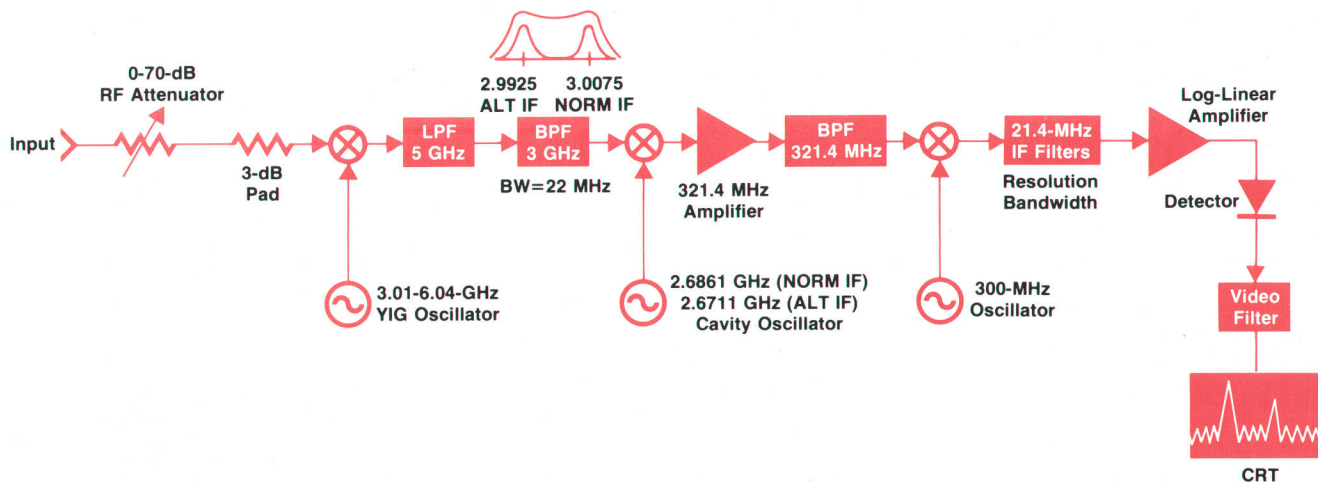 0-70-dB
RF Attenuator
Input
3-dB
Pad
LPF
5 GHz
2.9925
ALT IF
3.0075
NORM IF
BPF
3 GHz
BW=22 MHz
321.4 MHz
Amplifier
BPF
321.4 MHz
21.4-MHz
IF Filters
Resolution
Bandwidth
Log-Linear
Amplifier
Detector
3.01-6.04-GHz
YIG Oscillator
2.6861 GHz (NORM IF)
2.6711 GHz (ALT IF)
Cavity Oscillator
300-MHz
Oscillator
Video
Filter
CRT